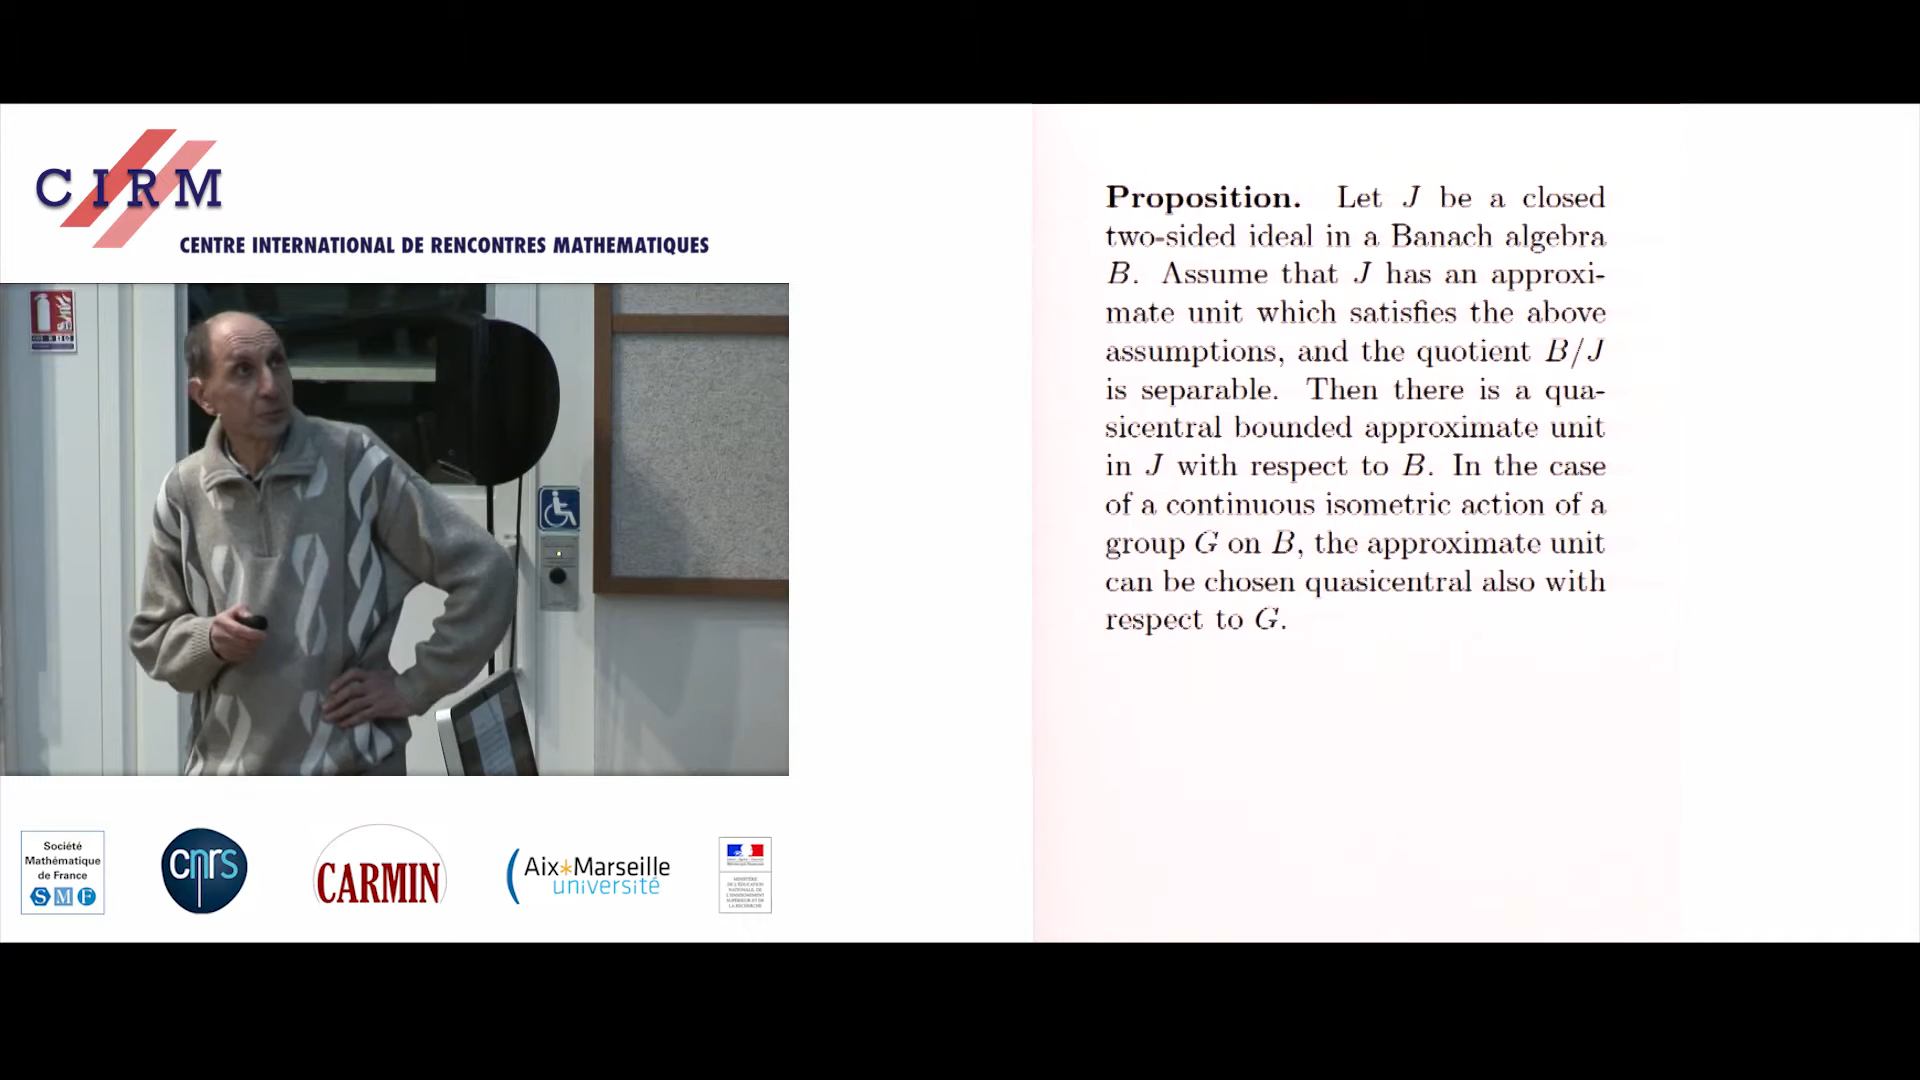 CIRM
CENTRE INTERNATIONAL DE RENCONTRES MATHEMATIQUES
Proposition. Let J be a closed
two-sided ideal in a Banach algebra
B. Assume that J has an approxi-
mate unit which satisfies the above
assumptions, and the quotient B/J
is separable. Then there is a qua-
sicentral bounded approximate unit
in J with respect to B. In the case
of a continuous isometric action of a
group G on B, the approximate unit
can be chosen quasicentral also with
respect to G.
Société
Mathématique
de France
SMF
cnrs
CARMIN
Aix*Marseille
université